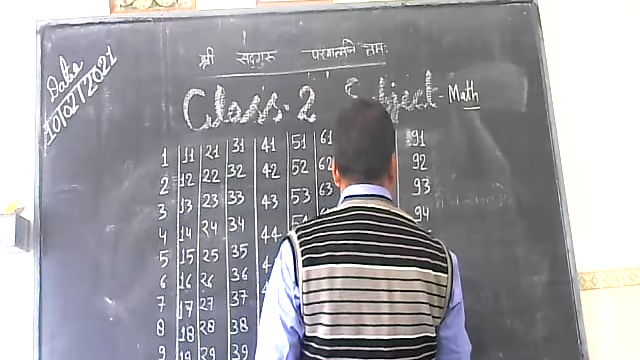 श्री सद्गुरु परमात्मने नमः
Date
10/02/2021
Class-2 Subject- Math
1 11 21 31 41 51 61 91
2 12 22 32 42 52 62 92
3 13 23 33 43 53 63 93
4 14 24 34 44 54 94
5 15 25 35
6 16 26 36
7 17 27 37
8 18 28 38
9 19 29 39